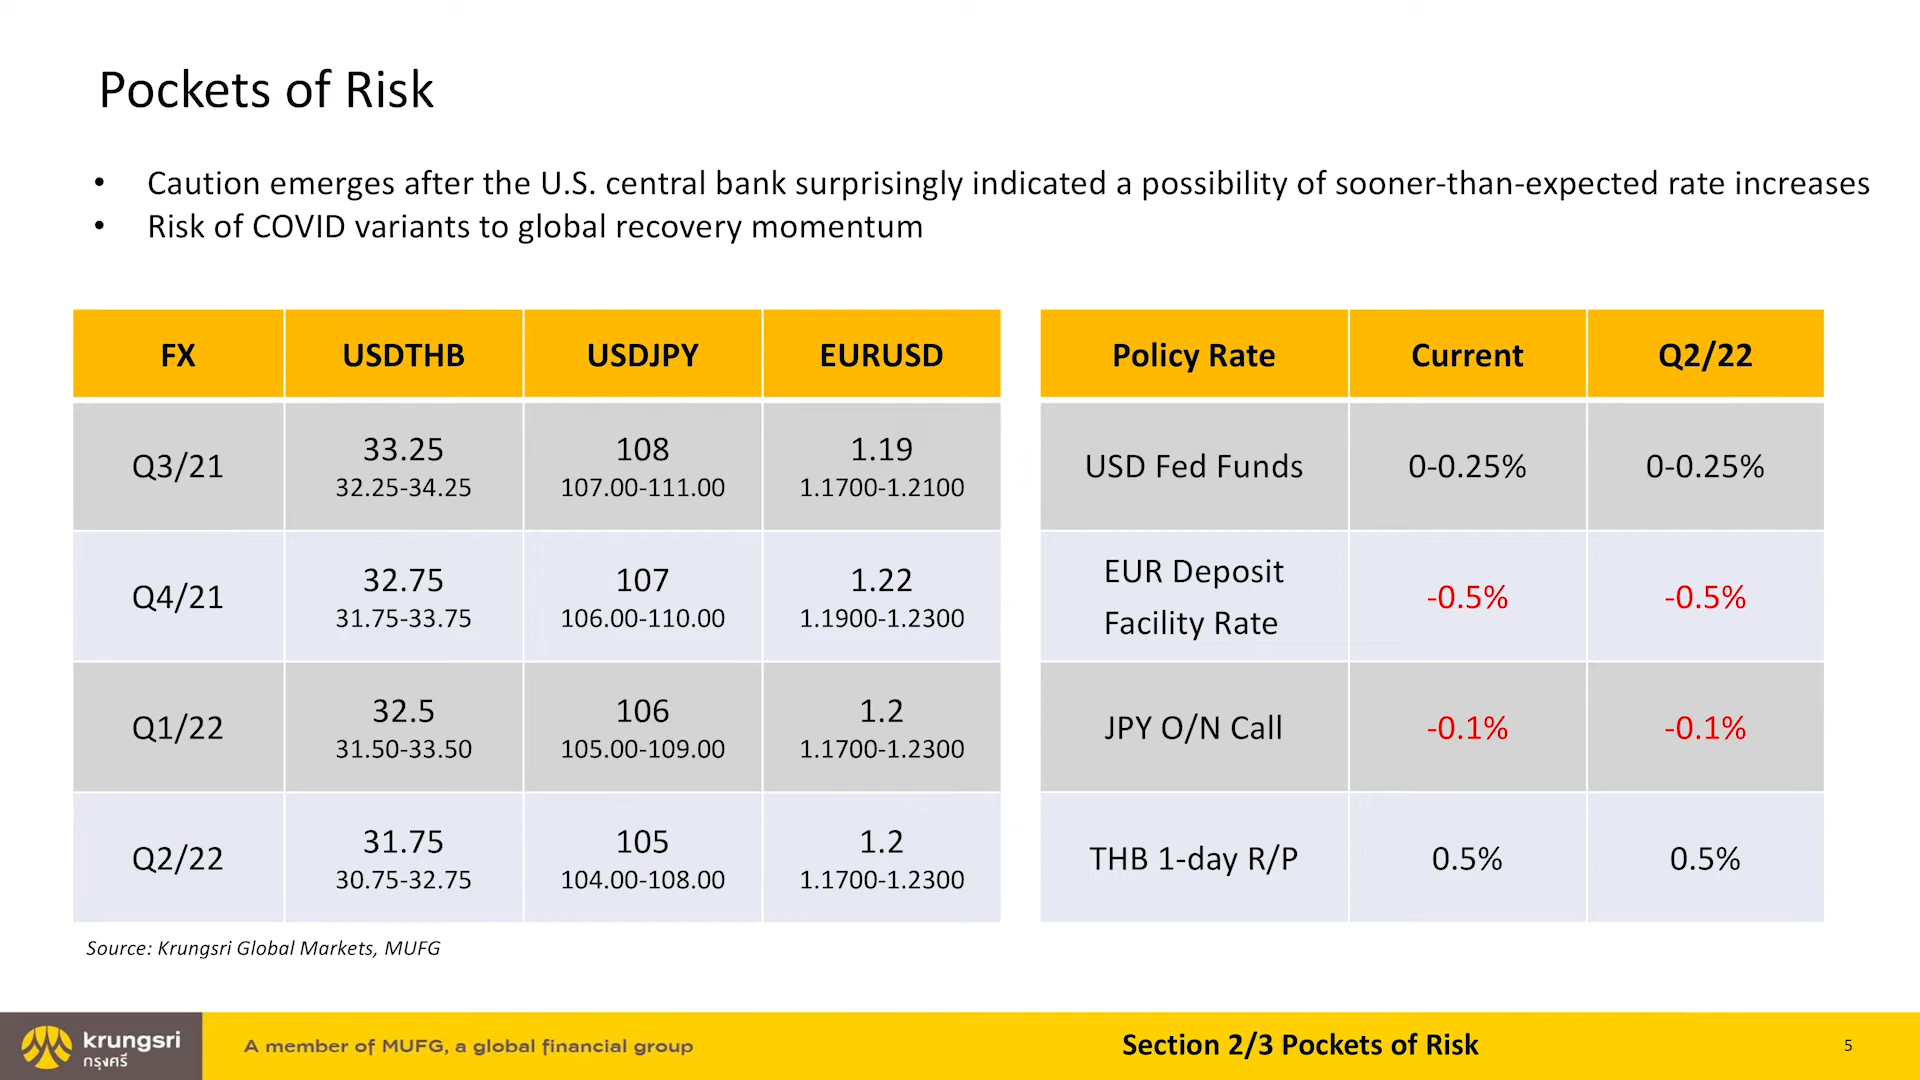 Pockets of Risk
• Caution emerges after the U.S. central bank surprisingly indicated a possibility of sooner-than-expected rate increases
• Risk of COVID variants to global recovery momentum
FX USDTHB USDJPY EURUSD
Q3/21 33.25 108 1.19
32.25-34.25 107.00-111.00 1.1700-1.2100
Q4/21 32.75 107 1.22
31.75-33.75 106.00-110.00 1.1900-1.2300
Q1/22 32.5 106 1.2
31.50-33.50 105.00-109.00 1.1700-1.2300
Q2/22 31.75 105 1.2
30.75-32.75 104.00-108.00 1.1700-1.2300
Policy Rate Current Q2/22
USD Fed Funds 0-0.25% 0-0.25%
EUR Deposit
Facility Rate -0.5% -0.5%
JPY O/N Call -0.1% -0.1%
THB 1-day R/P 0.5% 0.5%
Source: Krungsri Global Markets, MUFG
krungsri
กรุงศรี
A member of MUFG, a global financial group
Section 2/3 Pockets of Risk
5